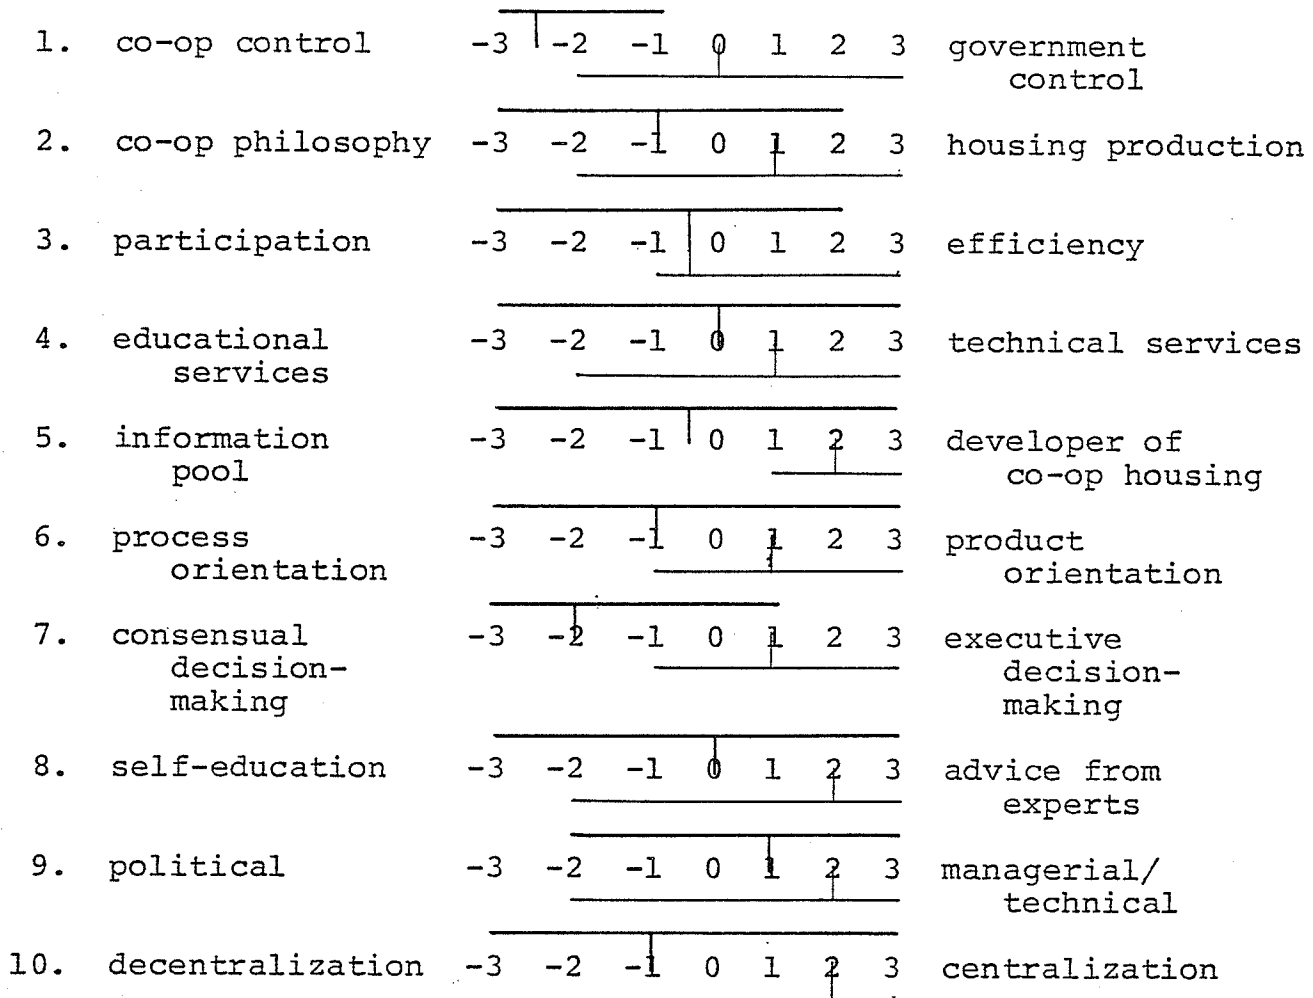 1. co-op control -3 -2 -1 0 1 2 3 government
control
2. co-op philosophy -3 -2 -1 0 1 2 3 housing production
3. participation -3 -2 -1 0 1 2 3 efficiency
4. educational -3 -2 -1 0 1 2 3 technical services
services
5. information -3 -2 -1 0 1 2 3 developer of
pool co-op housing
6. process -3 -2 -1 0 1 2 3 product
orientation orientation
7. consensual -3 -2 -1 0 1 2 3 executive
decision- decision-
making making
8. self-education -3 -2 -1 0 1 2 3 advice from
experts
9. political -3 -2 -1 0 1 2 3 managerial/
technical
10. decentralization -3 -2 -1 0 1 2 3 centralization